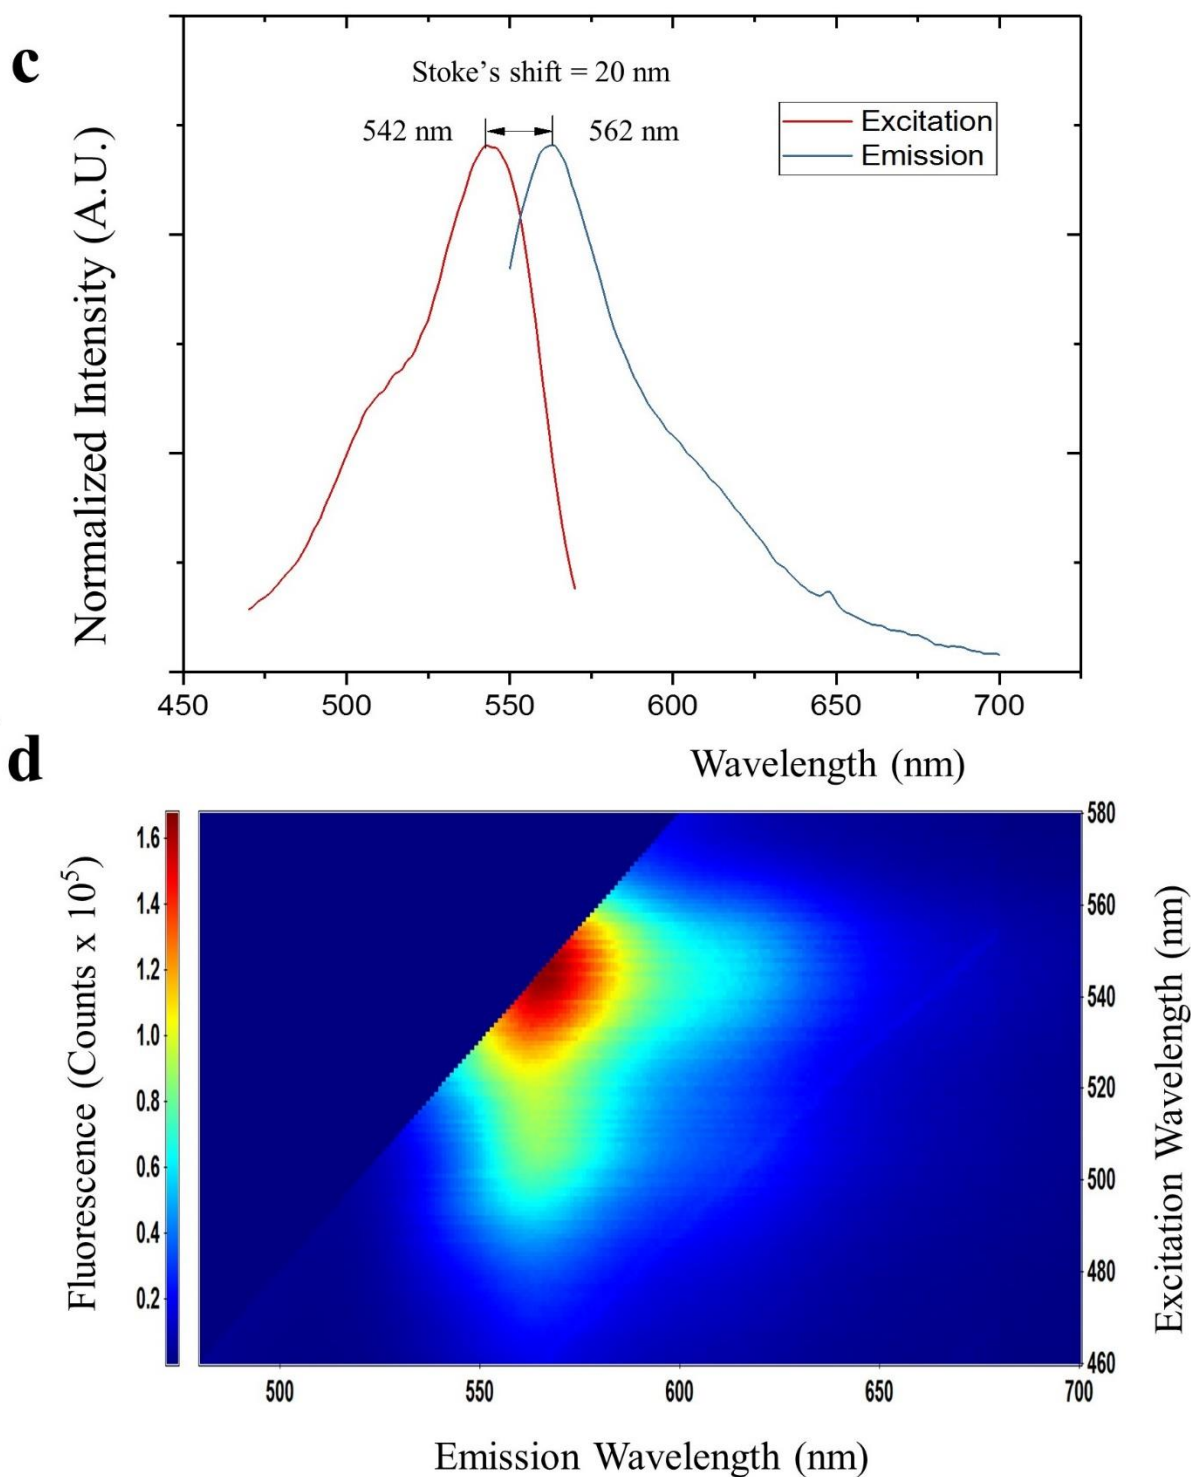 c
Stoke's shift = 20 nm
542 nm 562 nm
Excitation
Emission
Normalized Intensity (A.U.)
450 500 550 600 650 700
Wavelength (nm)
d
Fluorescence (Counts x 10⁵)
1.6
1.4
1.2
1.0
0.8
0.6
0.4
0.2
580
560
540
520
500
480
460
Excitation Wavelength (nm)
500 550 600 650 700
Emission Wavelength (nm)